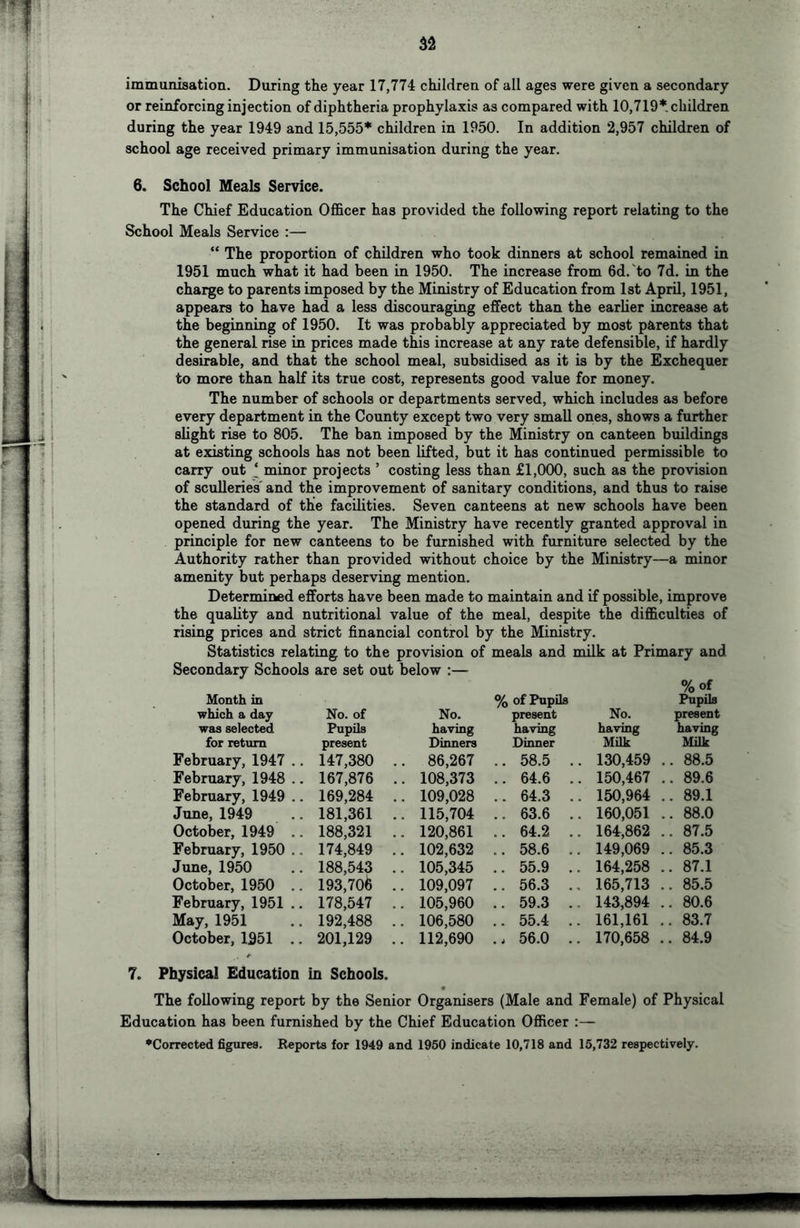 32
immunisation. During the year 17,774 children of all ages were given a secondary
or reinforcing injection of diphtheria prophylaxis as compared with 10,719* children
during the year 1949 and 15,555* children in 1950. In addition 2,957 children of
school age received primary immunisation during the year.
6. School Meals Service.
The Chief Education Officer has provided the following report relating to the
School Meals Service :—
“ The proportion of children who took dinners at school remained in
1951 much what it had been in 1950. The increase from 6d. to 7d. in the
charge to parents imposed by the Ministry of Education from 1st April, 1951,
appears to have had a less discouraging effect than the earlier increase at
the beginning of 1950. It was probably appreciated by most parents that
the general rise in prices made this increase at any rate defensible, if hardly
desirable, and that the school meal, subsidised as it is by the Exchequer
to more than half its true cost, represents good value for money.
The number of schools or departments served, which includes as before
every department in the County except two very small ones, shows a further
slight rise to 805. The ban imposed by the Ministry on canteen buildings
at existing schools has not been lifted, but it has continued permissible to
carry out ‘ minor projects ’ costing less than £1,000, such as the provision
of sculleries and the improvement of sanitary conditions, and thus to raise
the standard of the facilities. Seven canteens at new schools have been
opened during the year. The Ministry have recently granted approval in
principle for new canteens to be furnished with furniture selected by the
Authority rather than provided without choice by the Ministry—a minor
amenity but perhaps deserving mention.
Determined efforts have been made to maintain and if possible, improve
the quality and nutritional value of the meal, despite the difficulties of
rising prices and strict financial control by the Ministry.
Statistics relating to the provision of meals and milk at Primary and
Secondary Schools are set out below :—
% of
Month in % of Pupils Pupils
which a day No. of No. present No. present
was selected Pupils having having having having
for return present Dinners Dinner Milk Milk
February, 1947 .. 147,380 .. 86,267 .. 58.5 .. 130,459 .. 88.5
February, 1948 .. 167,876 .. 108,373 .. 64.6 .. 150,467 .. 89.6
February, 1949 .. 169,284 .. 109,028 .. 64.3 .. 150,964 .. 89.1
June, 1949 .. 181,361 .. 115,704 .. 63.6 .. 160,051 .. 88.0
October, 1949 .. 188,321 .. 120,861 .. 64.2 .. 164,862 .. 87.5
February, 1950 .. 174,849 .. 102,632 .. 58.6 .. 149,069 .. 85.3
June, 1950 .. 188,543 .. 105,345 .. 55.9 .. 164,258 .. 87.1
October, 1950 .. 193,706 .. 109,097 .. 56.3 .. 165,713 .. 85.5
February, 1951 .. 178,547 .. 105,960 .. 59.3 .. 143,894 .. 80.6
May, 1951 .. 192,488 .. 106,580 .. 55.4 .. 161,161 .. 83.7
October, 1951 .. 201,129 .. 112,690 .. 56.0 .. 170,658 .. 84.9
7. Physical Education in Schools.
The following report by the Senior Organisers (Male and Female) of Physical
Education has been furnished by the Chief Education Officer :—
*Corrected figures. Reports for 1949 and 1950 indicate 10,718 and 15,732 respectively.